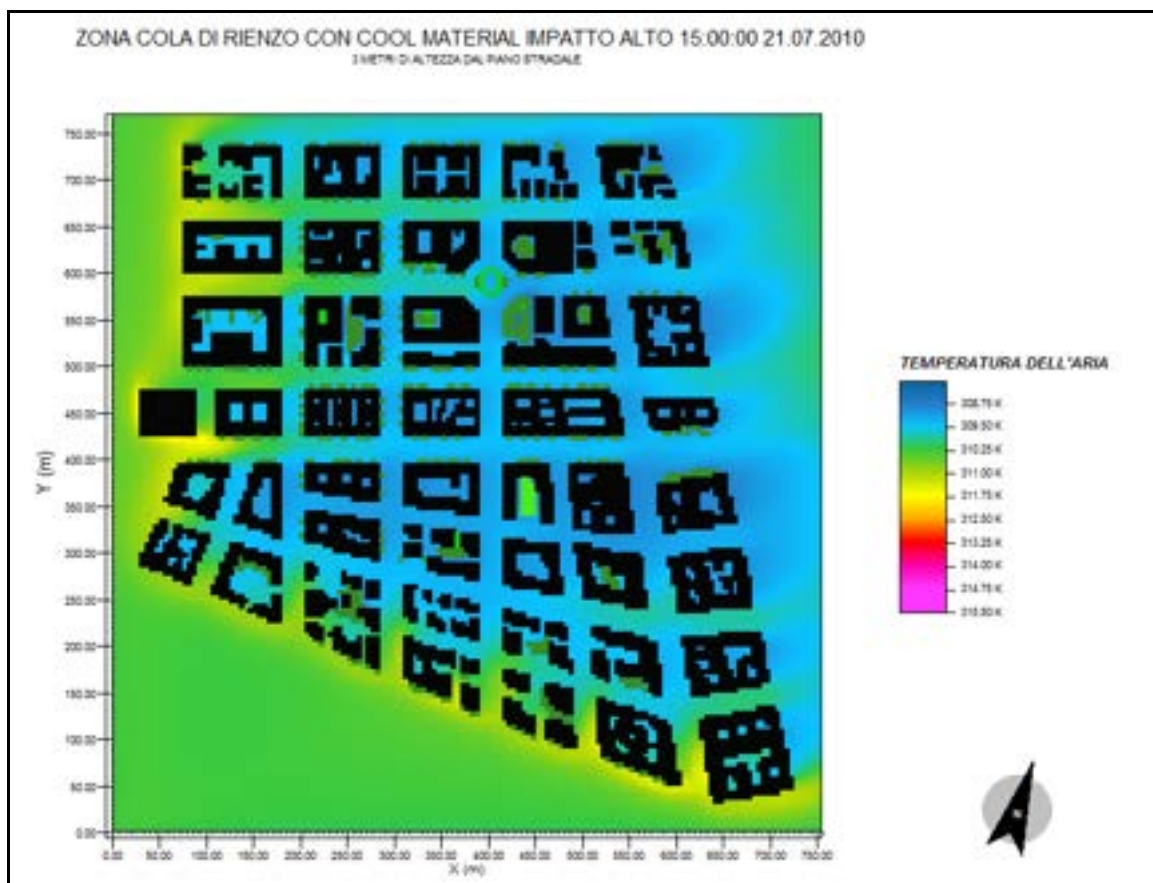 ZONA COLA DI RIENZO CON COOL MATERIAL IMPATTO ALTO 15:00:00 21.07.2010
3 METRI DI ALTEZZA DAL PIANO STRADALE
750.00
700.00
650.00
600.00
550.00
500.00
450.00
400.00
350.00
300.00
250.00
200.00
150.00
100.00
50.00
0.00
Y (m)
0.00 50.00 100.00 150.00 200.00 250.00 300.00 350.00 400.00 450.00 500.00 550.00 600.00 650.00 700.00 750.00
X (m)
TEMPERATURA DELL'ARIA
308.75 K
309.50 K
310.25 K
311.00 K
311.75 K
312.50 K
313.25 K
314.00 K
314.75 K
315.50 K